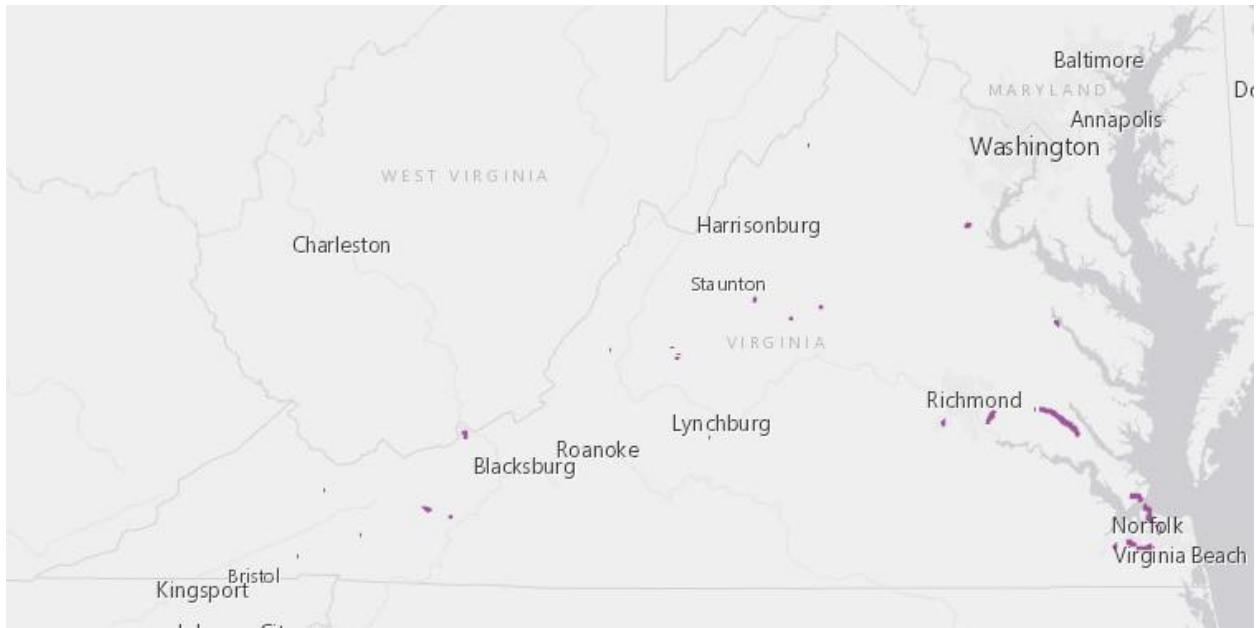 Baltimore
MARYLAND
Annapolis
Washington
WEST VIRGINIA
Harrisonburg
Charleston
Staunton
VIRGINIA
Richmond
Lynchburg
Roanoke
Blacksburg
Norfolk
Virginia Beach
Bristol
Kingsport